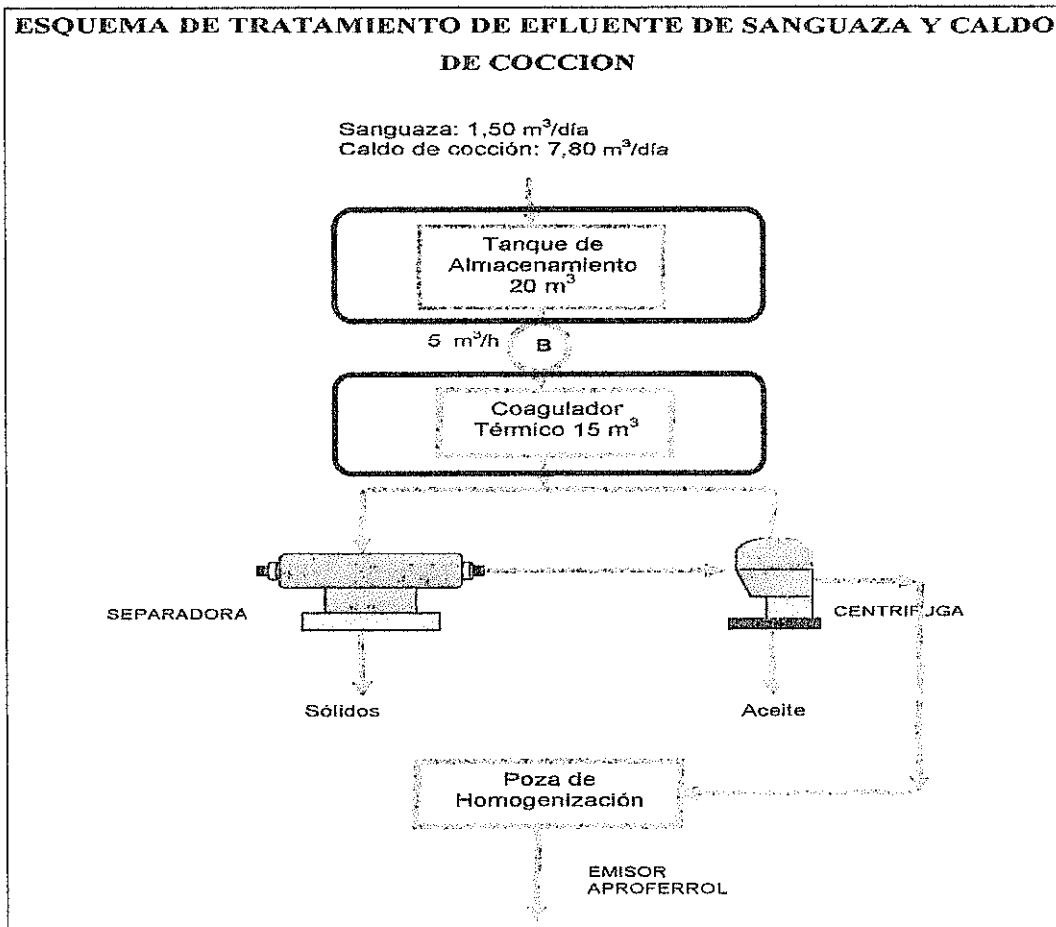 ESQUEMA DE TRATAMIENTO DE EFLUENTE DE SANGUAZA Y CALDO
DE COCCION
Sanguaza: 1,50 m³/día
Caldo de cocción: 7,80 m³/día
Tanque de
Almacenamiento
20 m³
5 m³/h
B
Coagulador
Térmico 15 m³
SEPARADORA
CENTRIFUGA
Sólidos
Aceite
Poza de
Homogenización
EMISOR
APROFERROL